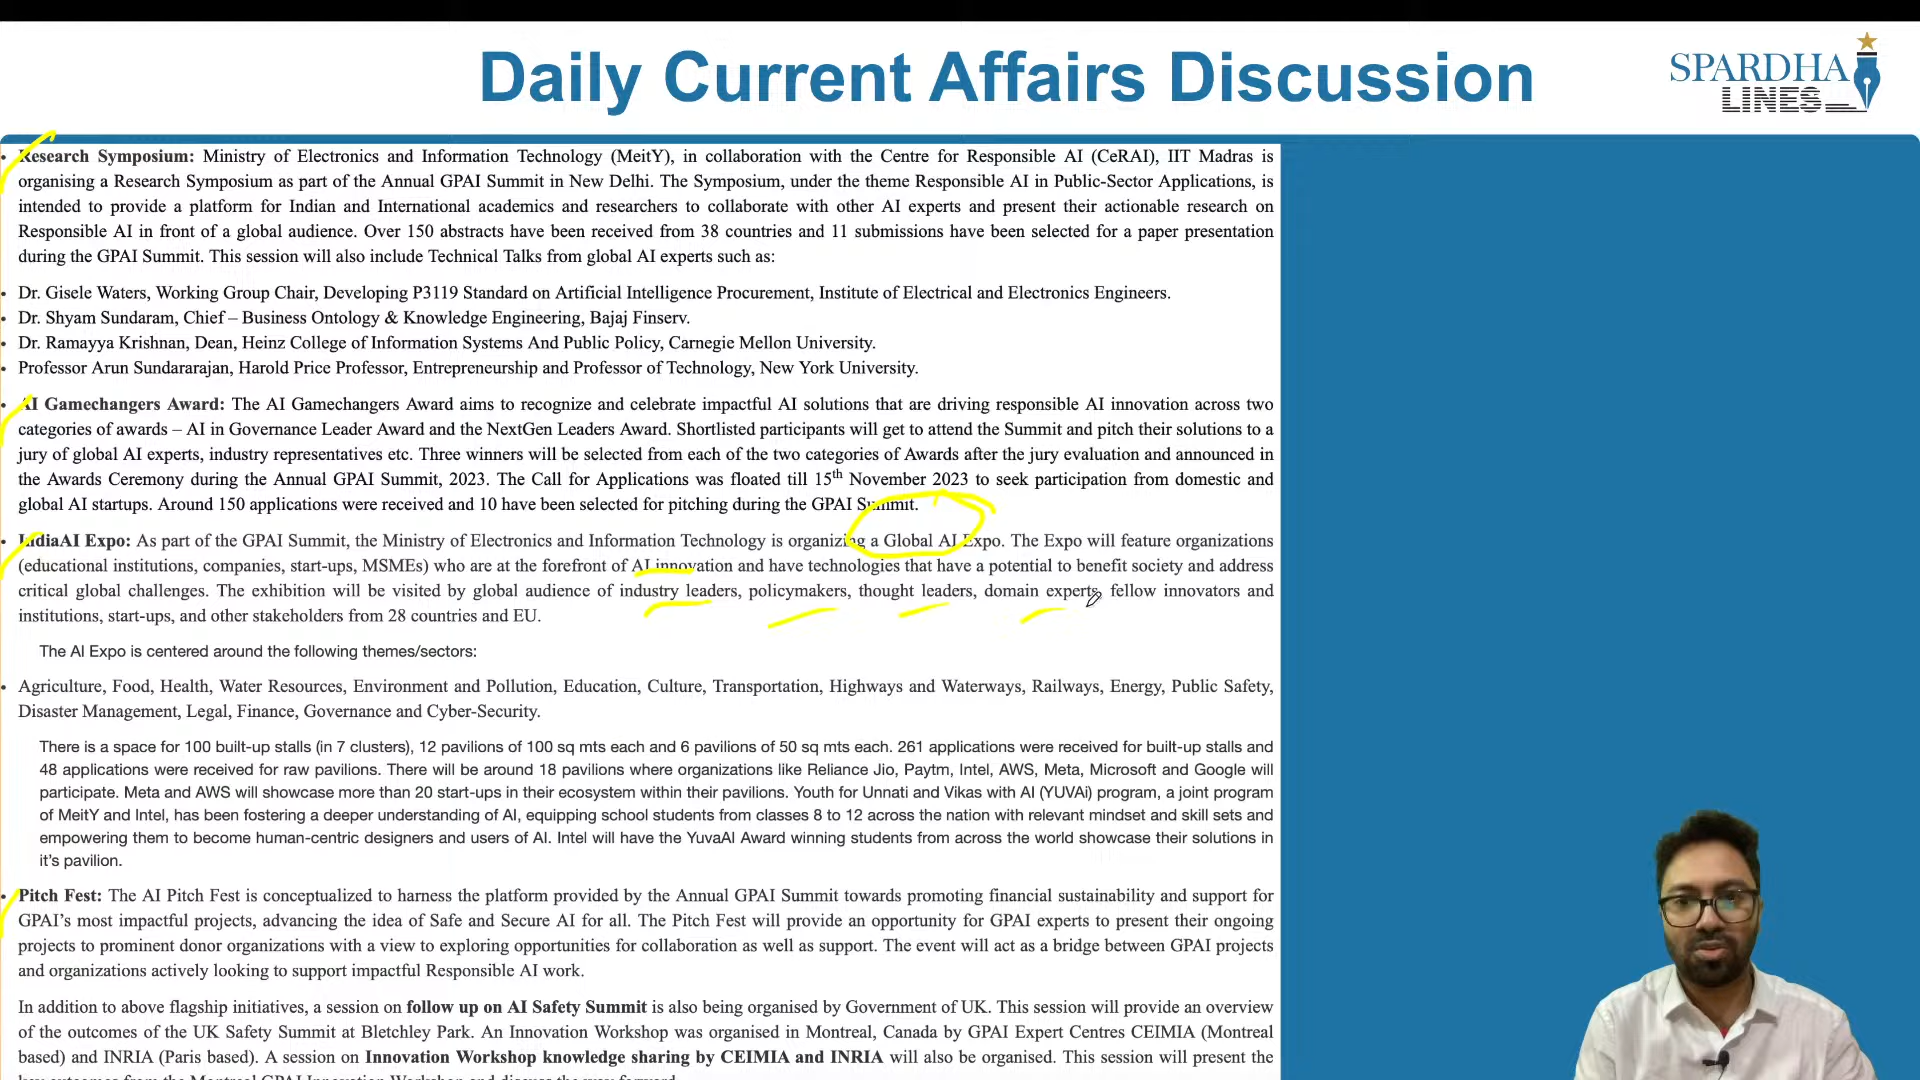 Daily Current Affairs Discussion
SPARDHA
LINES
• Research Symposium: Ministry of Electronics and Information Technology (MeitY), in collaboration with the Centre for Responsible AI (CeRAI), IIT Madras is
organising a Research Symposium as part of the Annual GPAI Summit in New Delhi. The Symposium, under the theme Responsible AI in Public-Sector Applications, is
intended to provide a platform for Indian and International academics and researchers to collaborate with other AI experts and present their actionable research on
Responsible AI in front of a global audience. Over 150 abstracts have been received from 38 countries and 11 submissions have been selected for a paper presentation
during the GPAI Summit. This session will also include Technical Talks from global AI experts such as:
• Dr. Gisele Waters, Working Group Chair, Developing P3119 Standard on Artificial Intelligence Procurement, Institute of Electrical and Electronics Engineers.
• Dr. Shyam Sundaram, Chief – Business Ontology & Knowledge Engineering, Bajaj Finserv.
• Dr. Ramayya Krishnan, Dean, Heinz College of Information Systems And Public Policy, Carnegie Mellon University.
• Professor Arun Sundararajan, Harold Price Professor, Entrepreneurship and Professor of Technology, New York University.
• AI Gamechangers Award: The AI Gamechangers Award aims to recognize and celebrate impactful AI solutions that are driving responsible AI innovation across two
categories of awards – AI in Governance Leader Award and the NextGen Leaders Award. Shortlisted participants will get to attend the Summit and pitch their solutions to a
jury of global AI experts, industry representatives etc. Three winners will be selected from each of the two categories of Awards after the jury evaluation and announced in
the Awards Ceremony during the Annual GPAI Summit, 2023. The Call for Applications was floated till 15th November 2023 to seek participation from domestic and
global AI startups. Around 150 applications were received and 10 have been selected for pitching during the GPAI Summit.
• IndiaAI Expo: As part of the GPAI Summit, the Ministry of Electronics and Information Technology is organizing a Global AI Expo. The Expo will feature organizations
(educational institutions, companies, start-ups, MSMEs) who are at the forefront of AI innovation and have technologies that have a potential to benefit society and address
critical global challenges. The exhibition will be visited by global audience of industry leaders, policymakers, thought leaders, domain experts, fellow innovators and
institutions, start-ups, and other stakeholders from 28 countries and EU.
The AI Expo is centered around the following themes/sectors:
• Agriculture, Food, Health, Water Resources, Environment and Pollution, Education, Culture, Transportation, Highways and Waterways, Railways, Energy, Public Safety,
Disaster Management, Legal, Finance, Governance and Cyber-Security.
There is a space for 100 built-up stalls (in 7 clusters), 12 pavilions of 100 sq mts each and 6 pavilions of 50 sq mts each. 261 applications were received for built-up stalls and
48 applications were received for raw pavilions. There will be around 18 pavilions where organizations like Reliance Jio, Paytm, Intel, AWS, Meta, Microsoft and Google will
participate. Meta and AWS will showcase more than 20 start-ups in their ecosystem within their pavilions. Youth for Unnati and Vikas with AI (YUVAi) program, a joint program
of MeitY and Intel, has been fostering a deeper understanding of AI, equipping school students from classes 8 to 12 across the nation with relevant mindset and skill sets and
empowering them to become human-centric designers and users of AI. Intel will have the YuvaAI Award winning students from across the world showcase their solutions in
it's pavilion.
• Pitch Fest: The AI Pitch Fest is conceptualized to harness the platform provided by the Annual GPAI Summit towards promoting financial sustainability and support for
GPAI's most impactful projects, advancing the idea of Safe and Secure AI for all. The Pitch Fest will provide an opportunity for GPAI experts to present their ongoing
projects to prominent donor organizations with a view to exploring opportunities for collaboration as well as support. The event will act as a bridge between GPAI projects
and organizations actively looking to support impactful Responsible AI work.
In addition to above flagship initiatives, a session on follow up on AI Safety Summit is also being organised by Government of UK. This session will provide an overview
of the outcomes of the UK Safety Summit at Bletchley Park. An Innovation Workshop was organised in Montreal, Canada by GPAI Expert Centres CEIMIA (Montreal
based) and INRIA (Paris based). A session on Innovation Workshop knowledge sharing by CEIMIA and INRIA will also be organised. This session will present the